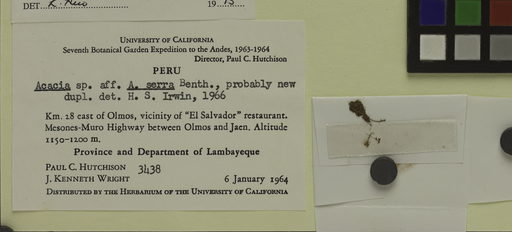 DET. 19
UNIVERSITY OF CALIFORNIA
Seventh Botanical Garden Expedition to the Andes, 1963-1964
Director, Paul C. Hutchison
PERU
Acacia sp. aff. A. serra Benth., probably new
dupl. det. H. S. Irwin, 1966
Km. 28 east of Olmos, vicinity of "El Salvador" restaurant.
Mesones-Muro Highway between Olmos and Jaen. Altitude
1150-1200 m.
Province and Department of Lambayeque
PAUL C. HUTCHISON 3438
J. KENNETH WRIGHT 6 January 1964
DISTRIBUTED BY THE HERBARIUM OF THE UNIVERSITY OF CALIFORNIA